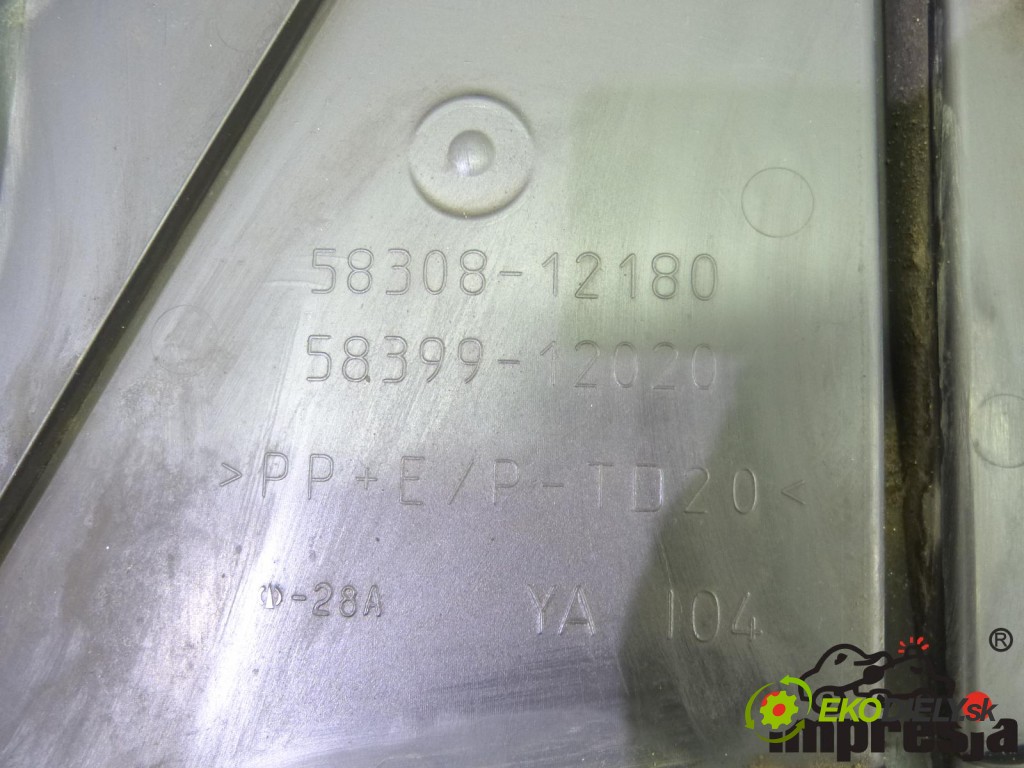 58308-12180
58399-12020
>PP+E/P-TD20<
-28A YA 104
®
EKODIELY.sk
impresja